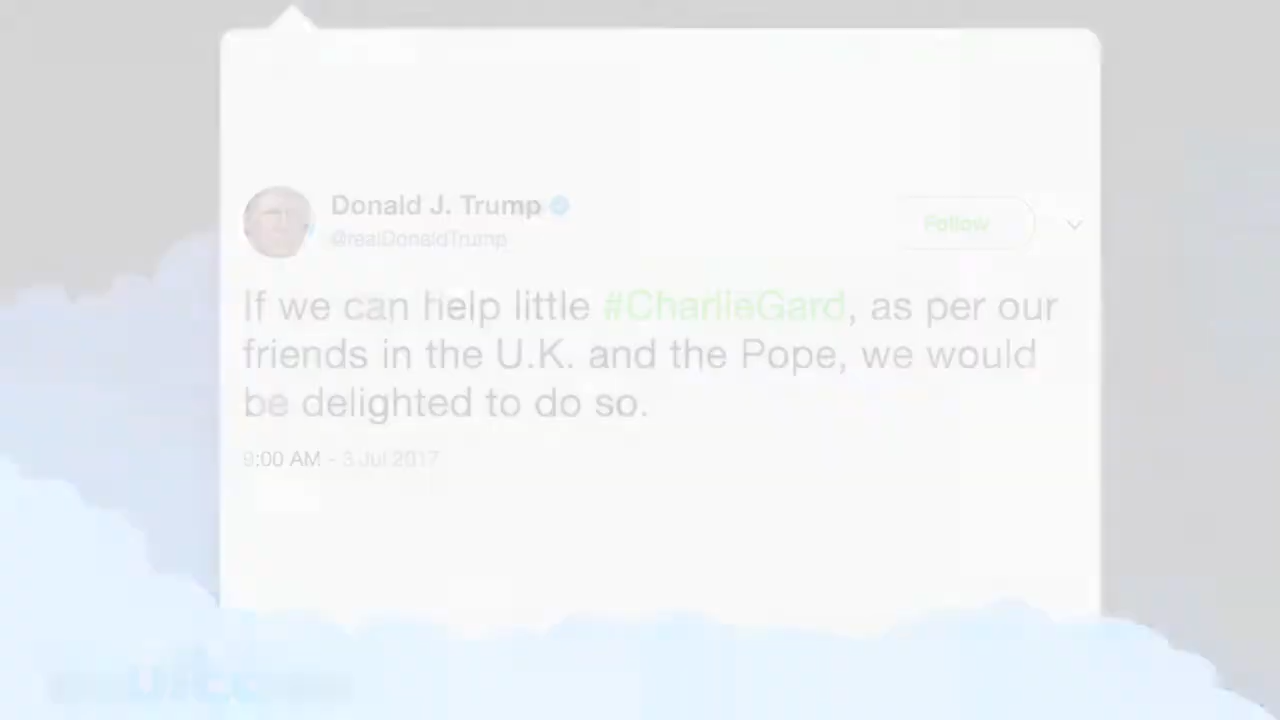 Donald J. Trump
@realDonaldTrump
Follow
If we can help little #CharlieGard, as per our
friends in the U.K. and the Pope, we would
be delighted to do so.
9:00 AM - 3 Jul 2017